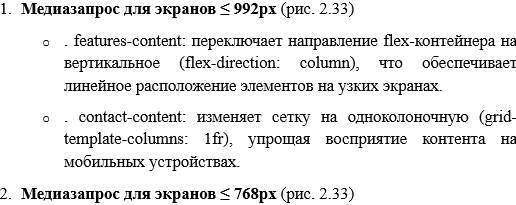 1. Медиазапрос для экранов ≤ 992px (рис. 2.33)
o . features-content: переключает направление flex-контейнера на
вертикальное (flex-direction: column), что обеспечивает
линейное расположение элементов на узких экранах.
o . contact-content: изменяет сетку на одноколоночную (grid-
template-columns: 1fr), упрощая восприятие контента на
мобильных устройствах.
2. Медиазапрос для экранов ≤ 768px (рис. 2.33)